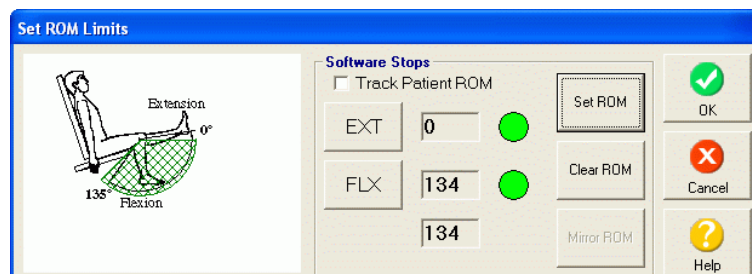 Set ROM Limits
Extension
0°
135°
Flexion
Software Stops
Track Patient ROM
EXT
0
FLX
134
134
Set ROM
Clear ROM
Mirror ROM
OK
Cancel
Help